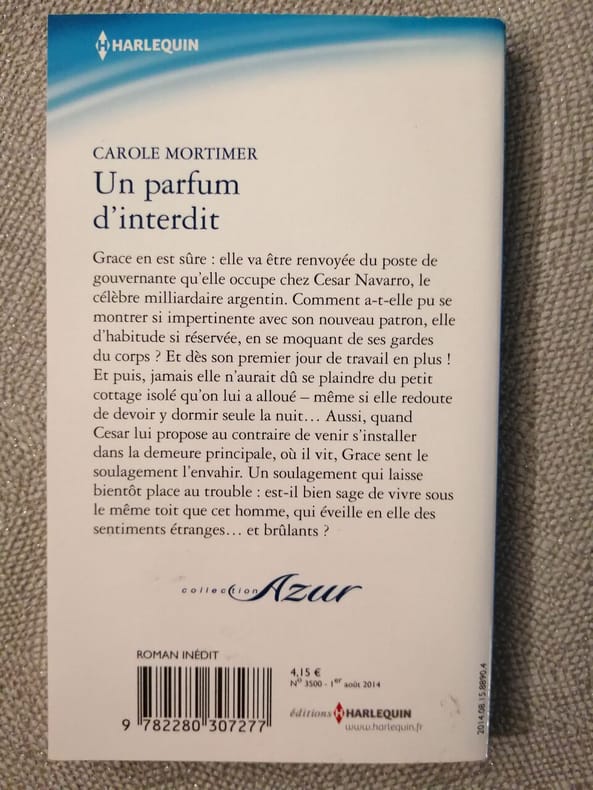 HARLEQUIN
CAROLE MORTIMER
Un parfum
d'interdit
Grace en est sûre : elle va être renvoyée du poste de
gouvernante qu'elle occupe chez Cesar Navarro, le
célèbre milliardaire argentin. Comment a-t-elle pu se
montrer si impertinente avec son nouveau patron, elle
d'habitude si réservée, en se moquant de ses gardes
du corps ? Et dès son premier jour de travail en plus !
Et puis, jamais elle n'aurait dû se plaindre du petit
cottage isolé qu'on lui a alloué – même si elle redoute
de devoir y dormir seule la nuit… Aussi, quand
Cesar lui propose au contraire de venir s'installer
dans la demeure principale, où il vit, Grace sent le
soulagement l'envahir. Un soulagement qui laisse
bientôt place au trouble : est-il bien sage de vivre sous
le même toit que cet homme, qui éveille en elle des
sentiments étranges… et brûlants ?
collection Azur
ROMAN INÉDIT
9 782280 307277
4,15 €
N° 3500 - 1er août 2014
éditions HARLEQUIN
www.harlequin.fr
2014.08.15.8890.4